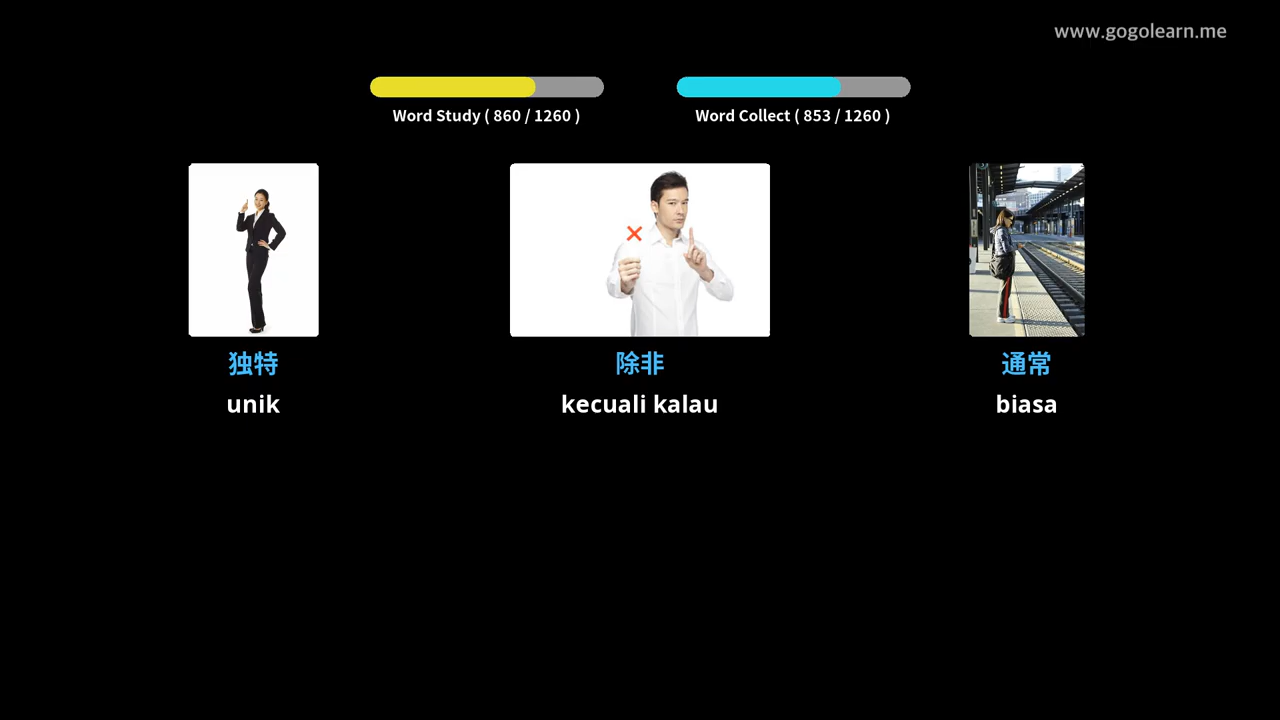 www.gogolearn.me
Word Study ( 860 / 1260 )
Word Collect ( 853 / 1260 )
独特
除非
通常
unik
kecuali kalau
biasa